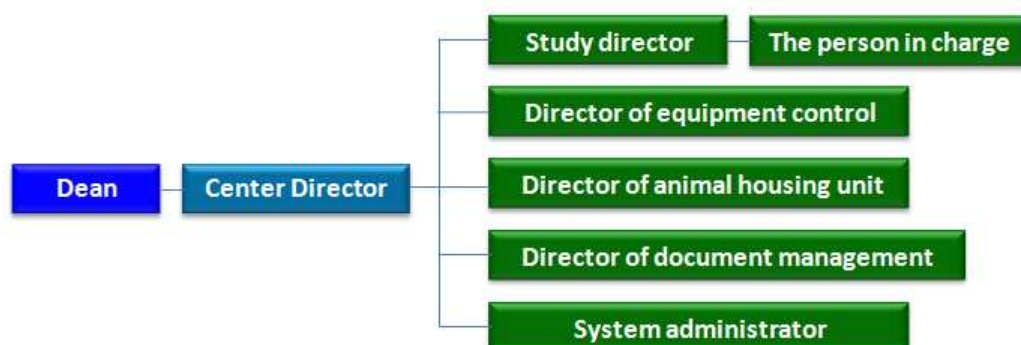 Study director
The person in charge
Director of equipment control
Director of animal housing unit
Dean
Center Director
Director of document management
System administrator